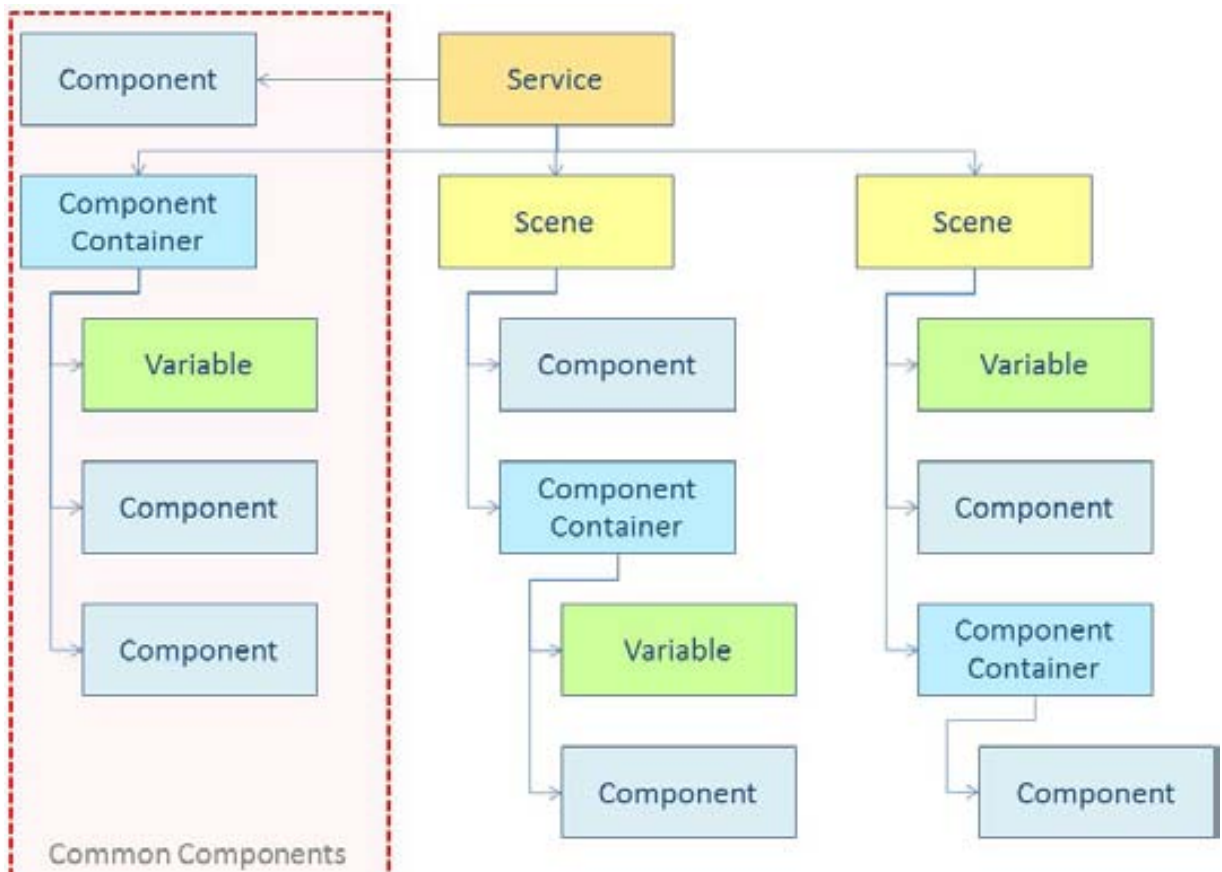 Component
Service
Component
Container
Scene
Scene
Variable
Component
Variable
Component
Component
Container
Component
Component
Variable
Component
Container
Component
Component
Common Components